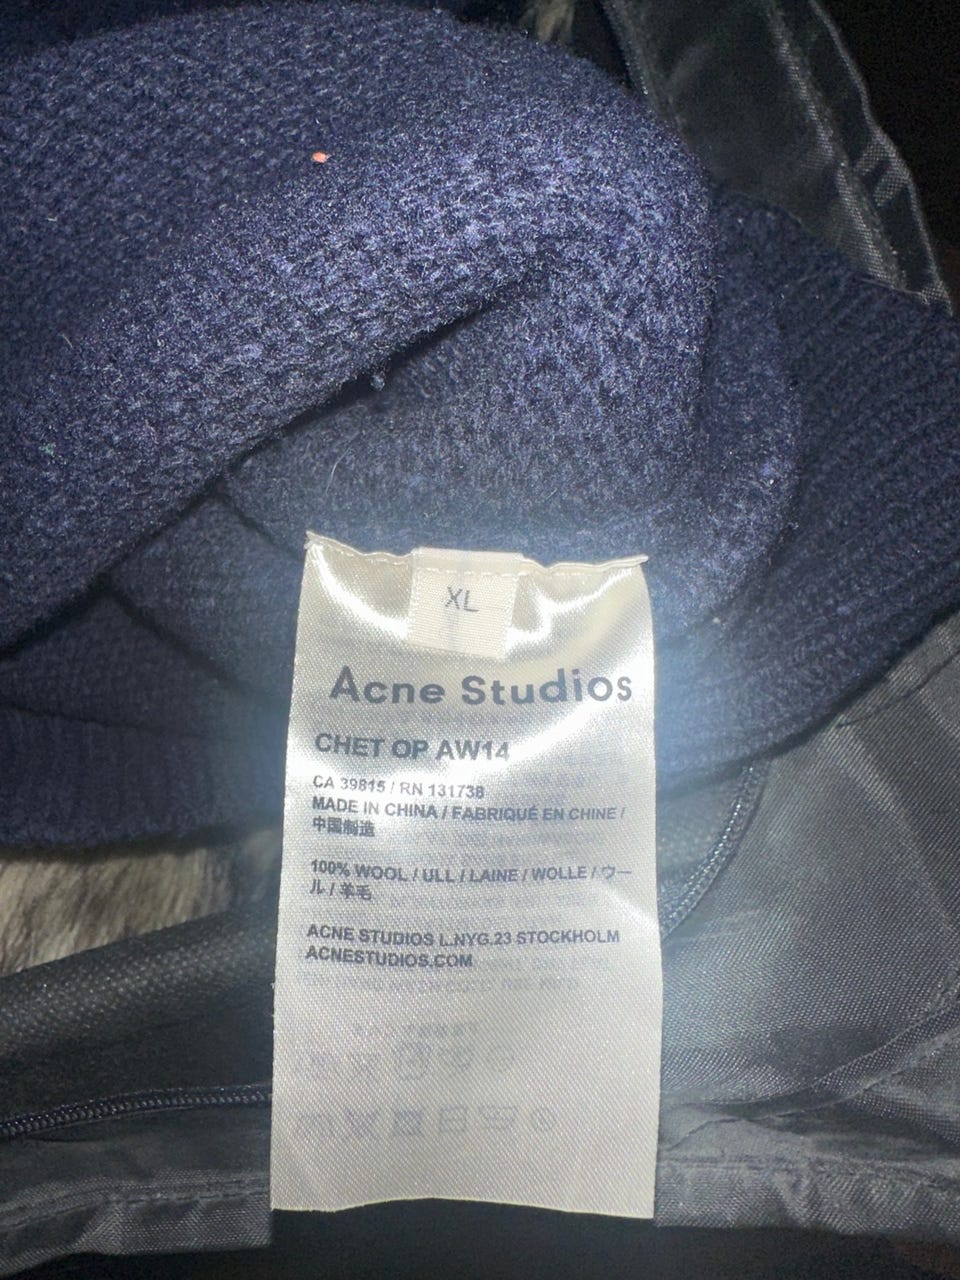 XL
Acne Studios
CHET OP AW14
CA 39815 / RN 131738
MADE IN CHINA / FABRIQUÉ EN CHINE /
中国制造
100% WOOL / ULL / LAINE / WOLLE / ウー
ル / 羊毛
ACNE STUDIOS L.NYG.23 STOCKHOLM
ACNESTUDIOS.COM